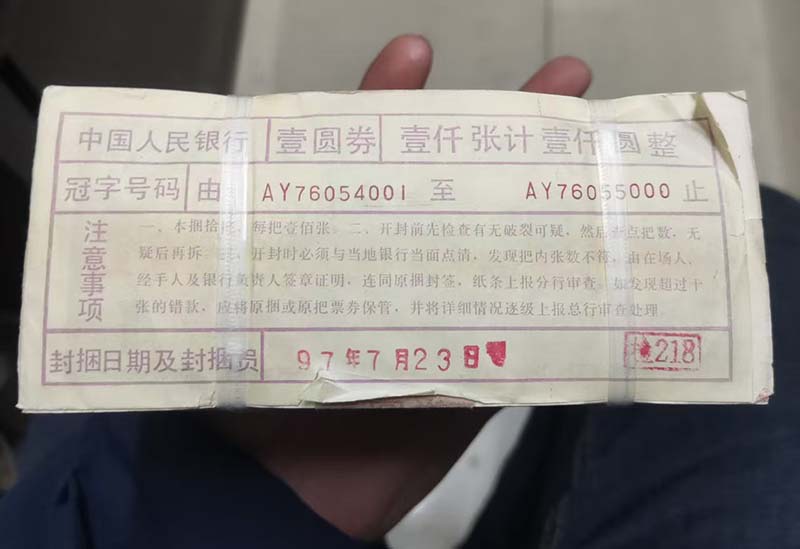 中国人民银行 壹圆券 壹仟张计壹仟圆整
冠字号码 由 AY76054001 至 AY76055000 止
注意事项
一、本捆拾把,每把壹佰张。二、开封前先检查有无破裂可疑,然后点把数,无
疑后再拆 开封时必须与当地银行当面点清,发现把内张数不符,由在场人、
经手人及银行负责人签章证明,连同原捆封签,纸条上报分行审查。如发现超过十
张的错款,应将原捆或原把票券保管,并将详细情况逐级上报总行审查处理。
封捆日期及封捆员 97年7月23日 218